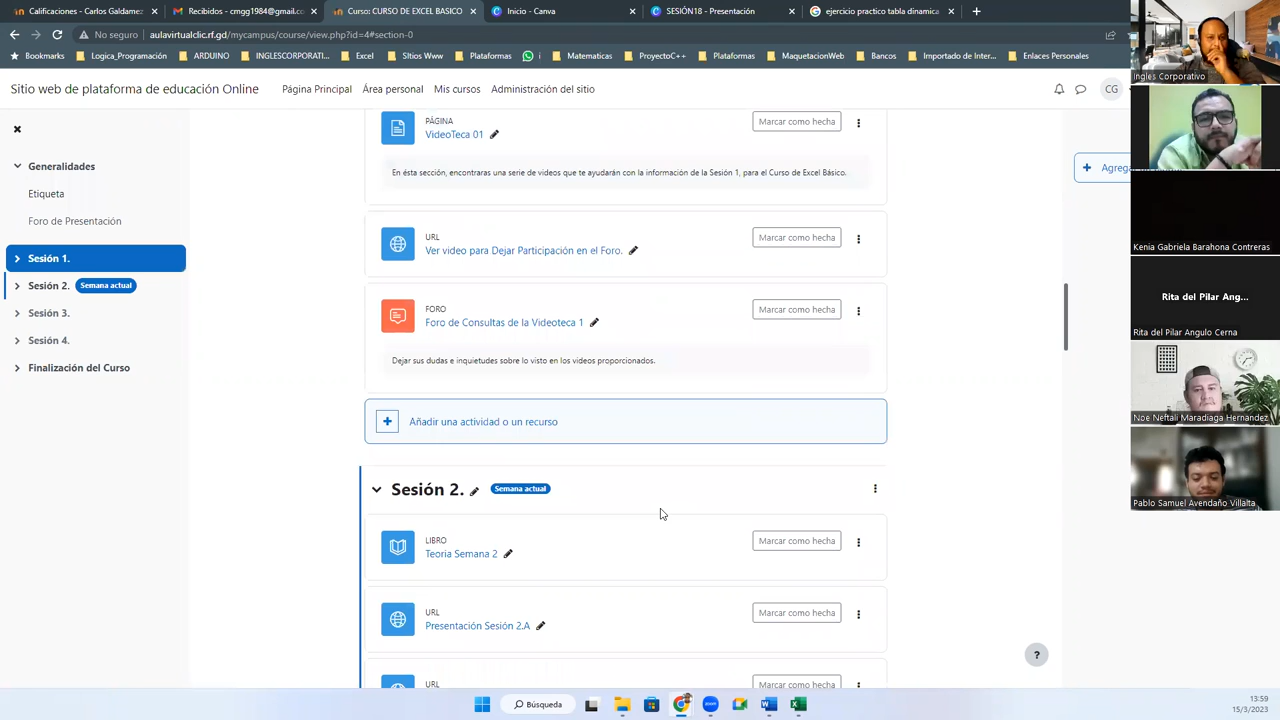 Calificaciones - Carlos Galdamez
Recibidos - cmgg1984@gmail.co
Curso: CURSO DE EXCEL BASICO
Inicio - Canva
SESIÓN18 - Presentación
ejercicio practico tabla dinamica
No seguro
aulavirtualclic.rf.gd/mycampus/course/view.php?id=4#section-0
Bookmarks
Logica_Programación
ARDUINO
INGLESCORPORATI...
Excel
SItios Www
Plataformas
i
Matematicas
ProyectoC++
Plataformas
MaquetacionWeb
Bancos
Importado de Inter...
Enlaces Personales
Sitio web de plataforma de educación Online
Página Principal
Área personal
Mis cursos
Administración del sitio
CG
Generalidades
Etiqueta
Foro de Presentación
Sesión 1.
Sesión 2.
Semana actual
Sesión 3.
Sesión 4.
Finalización del Curso
PÁGINA
VideoTeca 01
Marcar como hecha
En ésta sección, encontraras una serie de videos que te ayudarán con la información de la Sesión 1, para el Curso de Excel Básico.
URL
Ver video para Dejar Participación en el Foro.
Marcar como hecha
FORO
Foro de Consultas de la Videoteca 1
Marcar como hecha
Dejar sus dudas e inquietudes sobre lo visto en los videos proporcionados.
Añadir una actividad o un recurso
Sesión 2.
Semana actual
LIBRO
Teoria Semana 2
Marcar como hecha
URL
Presentación Sesión 2.A
Marcar como hecha
URL
Marcar como hecha
Agrega
?
Ingles Corporativo
Kenia Gabriela Barahona Contreras
Rita del Pilar Ang...
Rita del Pilar Angulo Cerna
Noe Neftali Maradiaga Hernandez
Pablo Samuel Avendaño Villalta
Búsqueda
13:59
15/3/2023